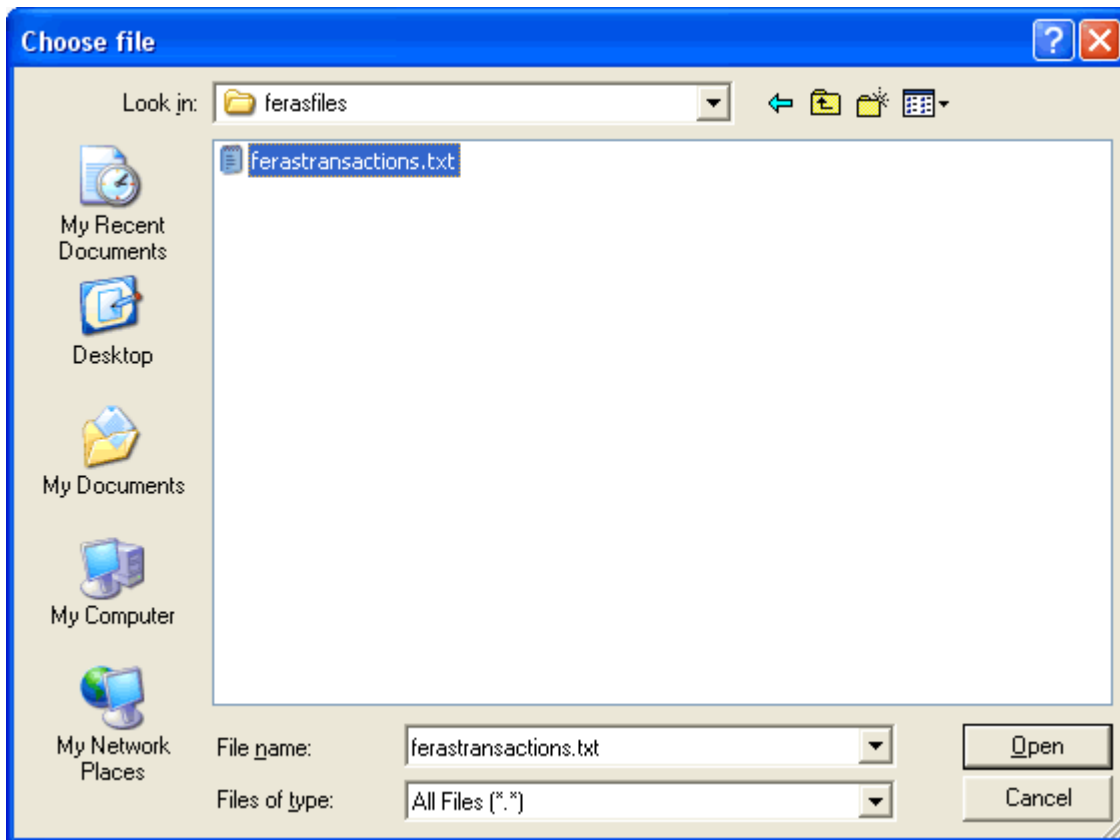 Choose file
?
Look in:
ferasfiles
ferastransactions.txt
My Recent
Documents
Desktop
My Documents
My Computer
My Network
Places
File name:
ferastransactions.txt
Open
Files of type:
All Files (*.*)
Cancel